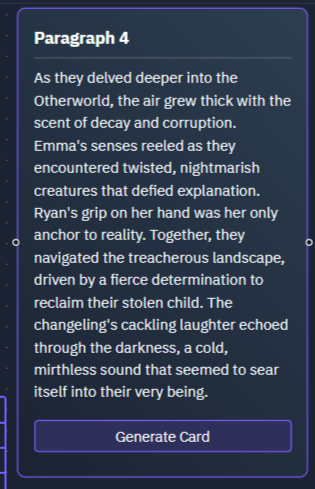 Paragraph 4
As they delved deeper into the
Otherworld, the air grew thick with the
scent of decay and corruption.
Emma's senses reeled as they
encountered twisted, nightmarish
creatures that defied explanation.
Ryan's grip on her hand was her only
anchor to reality. Together, they
navigated the treacherous landscape,
driven by a fierce determination to
reclaim their stolen child. The
changeling's cackling laughter echoed
through the darkness, a cold,
mirthless sound that seemed to sear
itself into their very being.
Generate Card